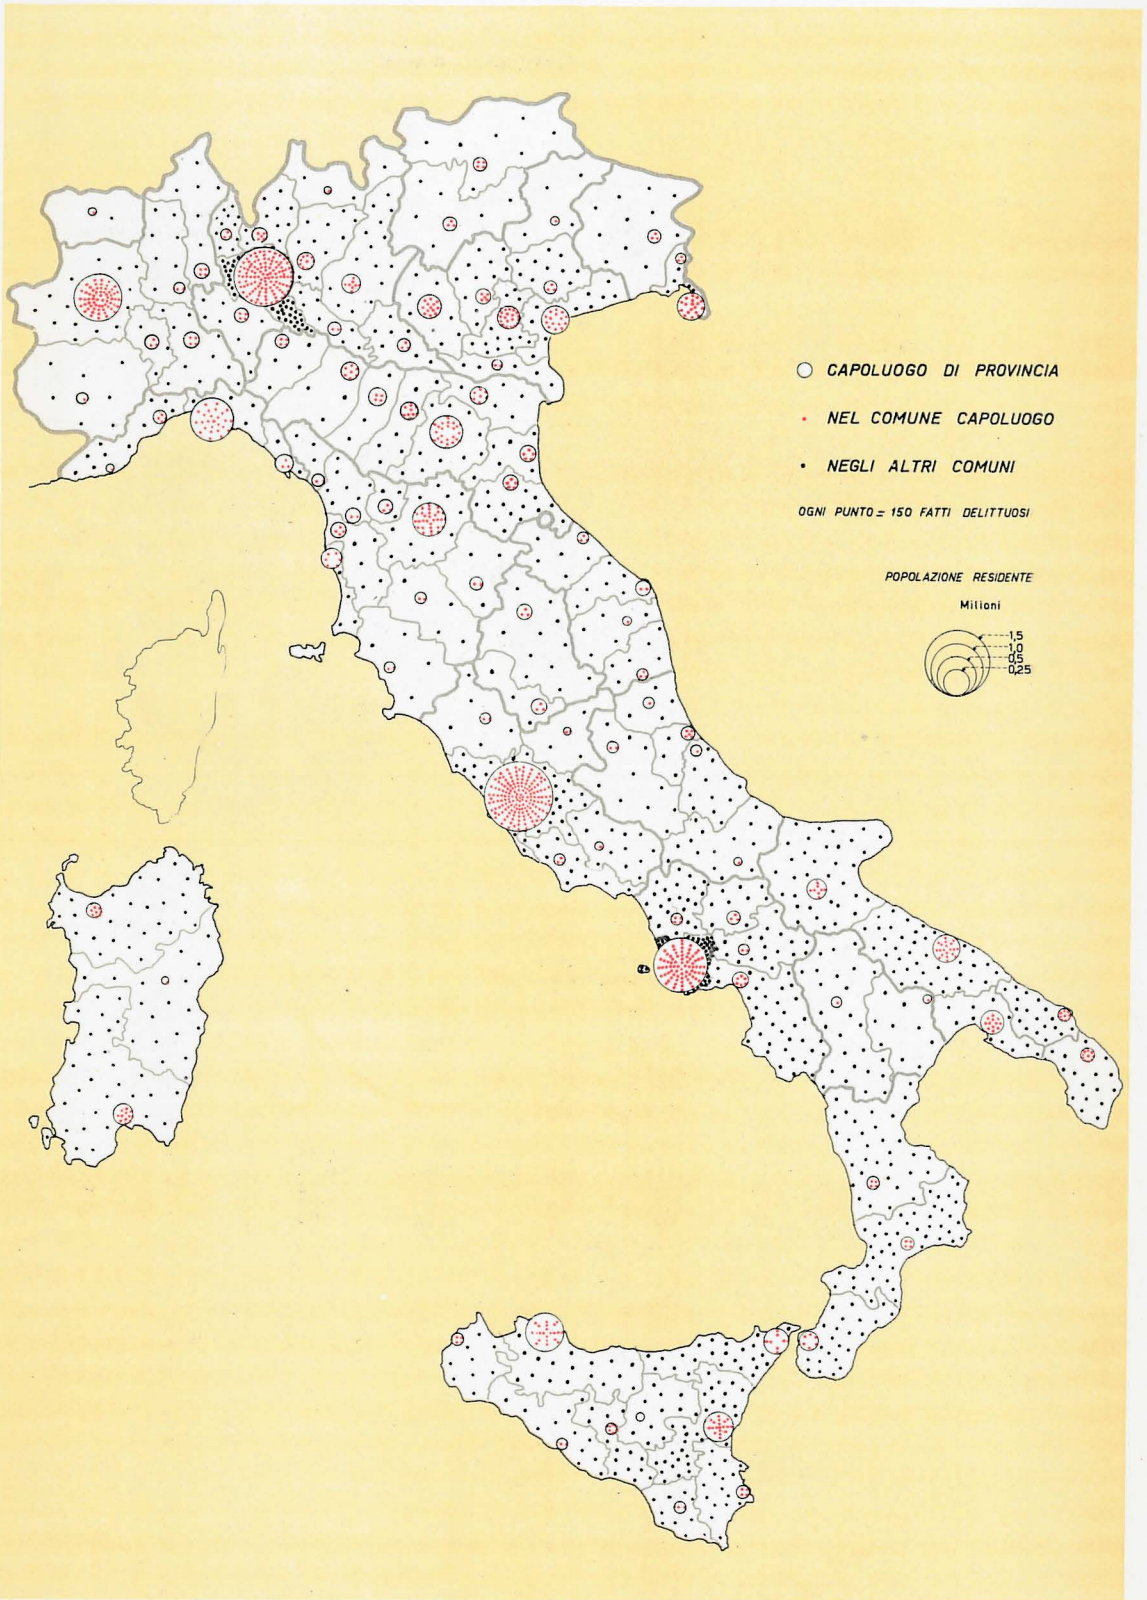 CAPOLUOGO DI PROVINCIA
NEL COMUNE CAPOLUOGO
NEGLI ALTRI COMUNI
OGNI PUNTO = 150 FATTI DELITTUOSI
POPOLAZIONE RESIDENTE
Milioni
1,5
1,0
0,5
0,25